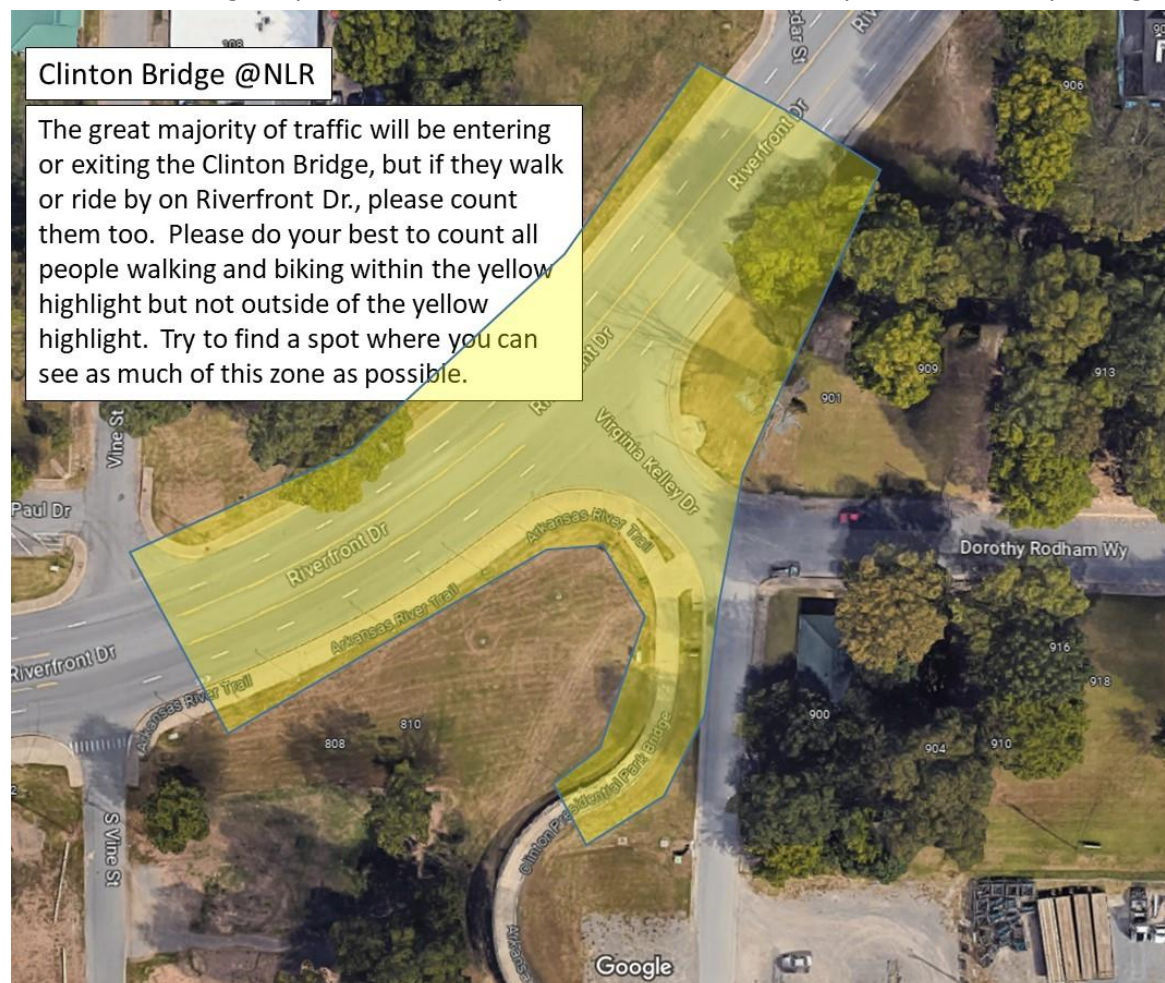 108
Clinton Bridge @NLR
The great majority of traffic will be entering
or exiting the Clinton Bridge, but if they walk
or ride by on Riverfront Dr., please count
them too.  Please do your best to count all
people walking and biking within the yellow
highlight but not outside of the yellow
highlight.  Try to find a spot where you can
see as much of this zone as possible.
dar St
Riverfront Dr
906
909
913
901
Vine St
Paul Dr
Virginia Kelley Dr
Arkansas River Trail
Riverfront Dr
Dorothy Rodham Wy
Arkansas River Trail
Riverfront Dr
Arkansas River Trail
916
918
900
904
910
810
808
Clinton Presidential Park Bridge
S Vine St
Google